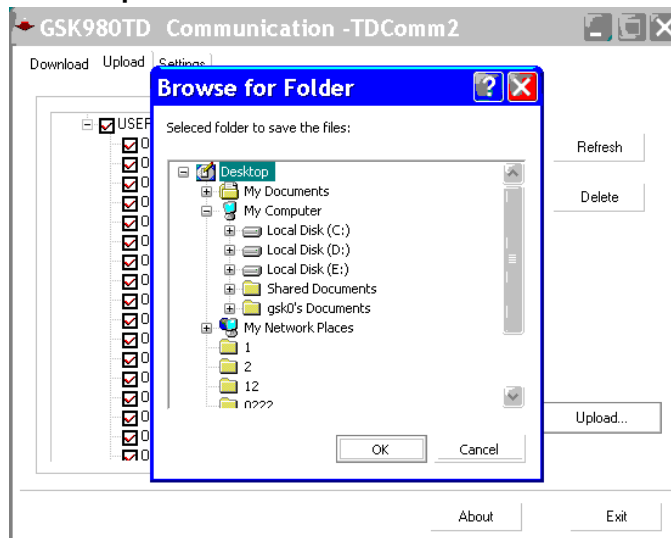 GSK980TD Communication -TDComm2
Download Upload Settings
Browse for Folder
USER
Seleced folder to save the files:
Refresh
Desktop
My Documents
Delete
My Computer
Local Disk (C:)
Local Disk (D:)
Local Disk (E:)
Shared Documents
gsk0's Documents
My Network Places
1
2
12
0222
Upload...
OK Cancel
About Exit